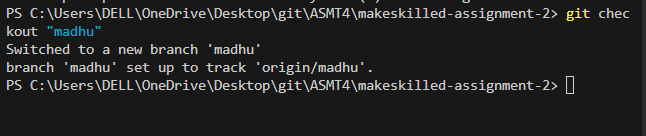 PS C:\Users\DELL\OneDrive\Desktop\git\ASMT4\makeskilled-assignment-2> git chec
kout "madhu"
Switched to a new branch 'madhu'
branch 'madhu' set up to track 'origin/madhu'.
PS C:\Users\DELL\OneDrive\Desktop\git\ASMT4\makeskilled-assignment-2>